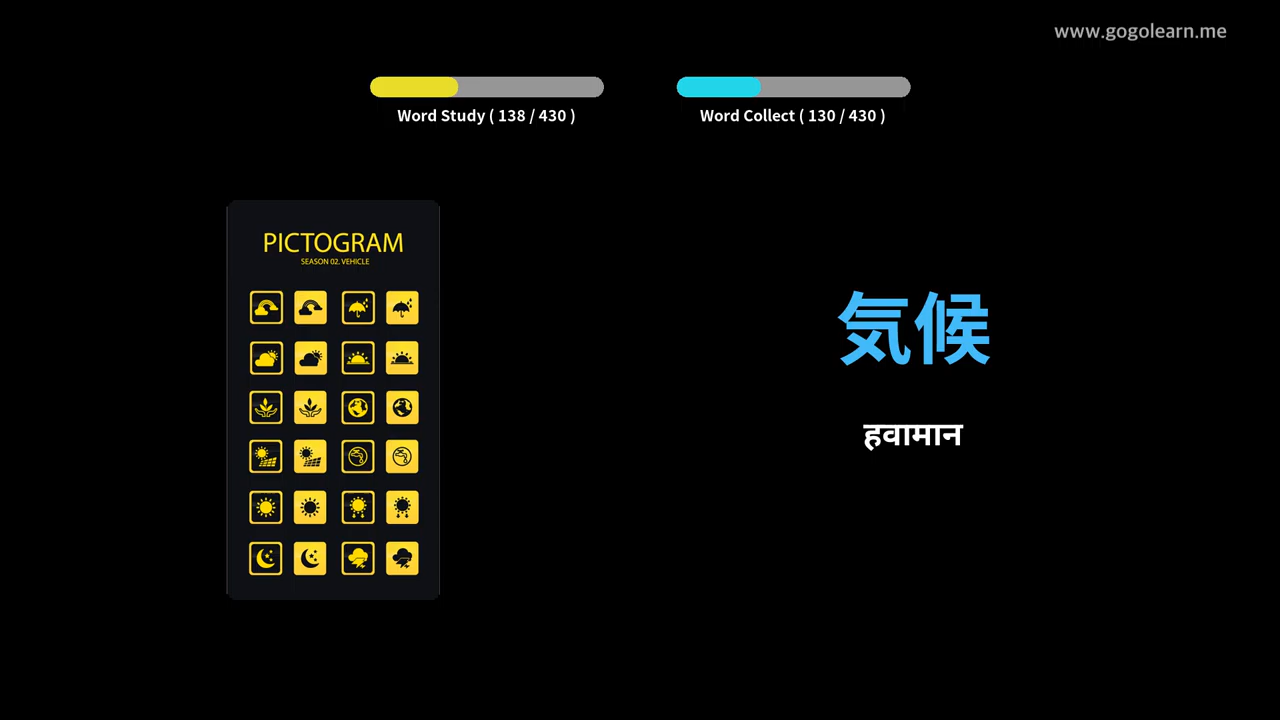 www.gogolearn.me
Word Study ( 138 / 430 )
Word Collect ( 130 / 430 )
PICTOGRAM
SEASON 02. VEHICLE
気候
हवामान